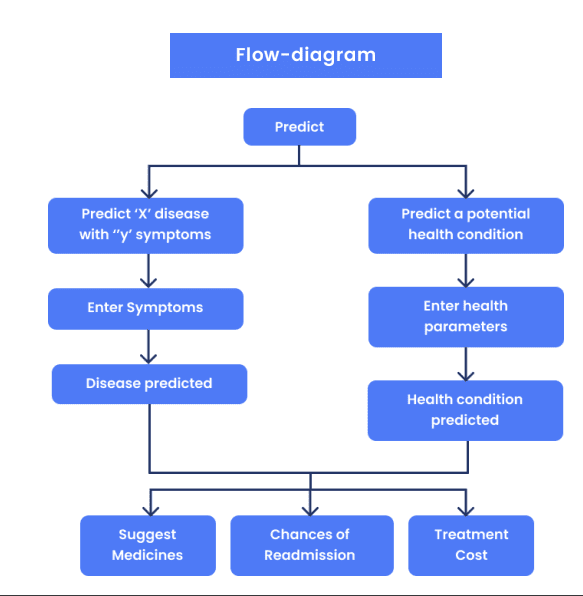 Flow-diagram
Predict
Predict ‘X’ disease
with ‘’y’ symptoms
Predict a potential
health condition
Enter Symptoms
Enter health
parameters
Disease predicted
Health condition
predicted
Suggest
Medicines
Chances of
Readmission
Treatment
Cost